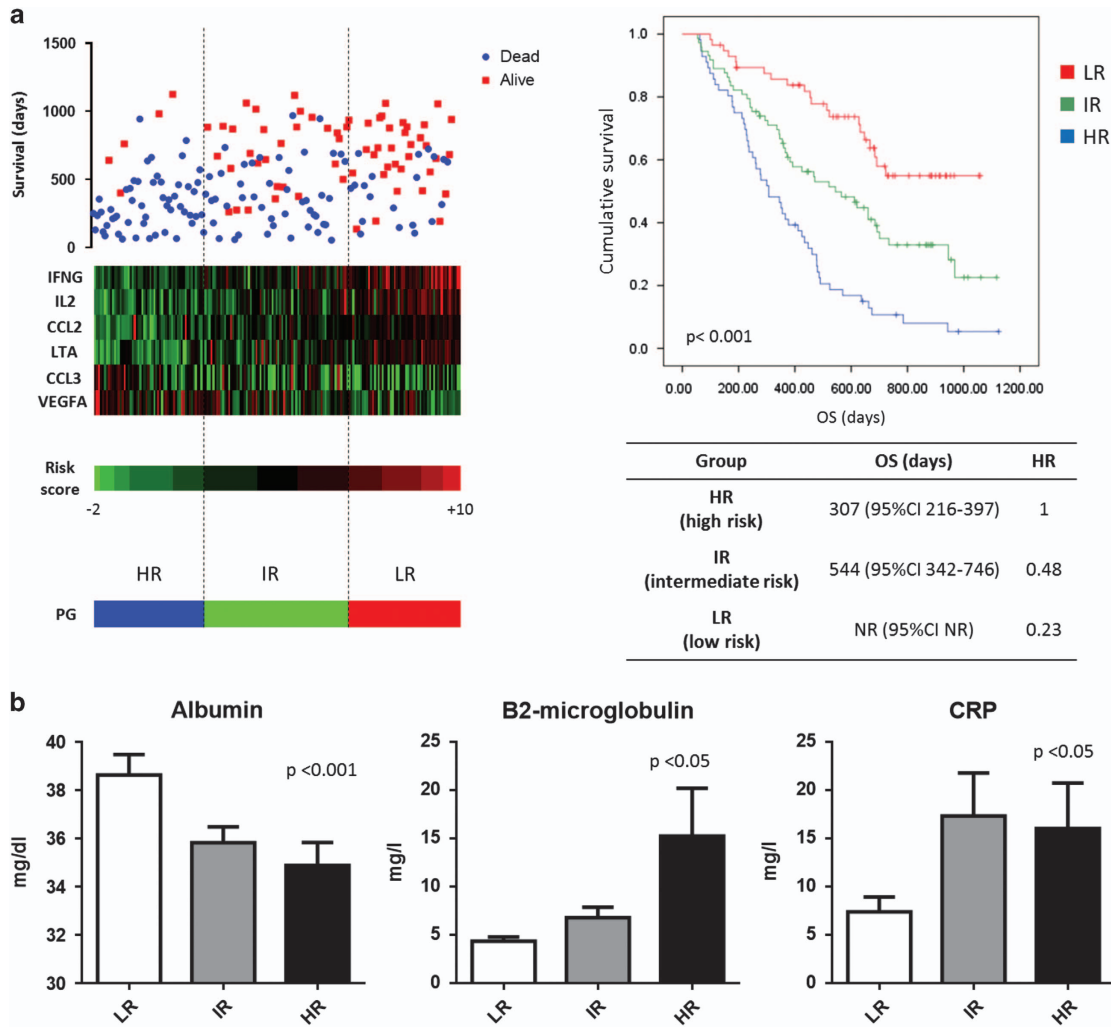 a
1500
1000
500
0
Survival (days)
Dead
Alive
IFNG
IL2
CCL2
LTA
CCL3
VEGFA
Risk
score
-2
+10
HR
IR
LR
PG
1.0
0.8
0.6
0.4
0.2
0.0
Cumulative survival
p< 0.001
0.00
200.00
400.00
600.00
800.00
1000.00
12000.00
OS (days)
LR
IR
HR
Group OS (days) HR
HR
(high risk)
307 (95%CI 216-397) 1
IR
(intermediate risk)
544 (95%CI 342-746) 0.48
LR
(low risk)
NR (95%CI NR) 0.23
b
Albumin
40
38
36
34
32
30
mg/dl
p <0.001
LR
IR
HR
B2-microglobulin
25
20
15
10
5
0
mg/l
p <0.05
LR
IR
HR
CRP
25
20
15
10
5
0
mg/l
p <0.05
LR
IR
HR